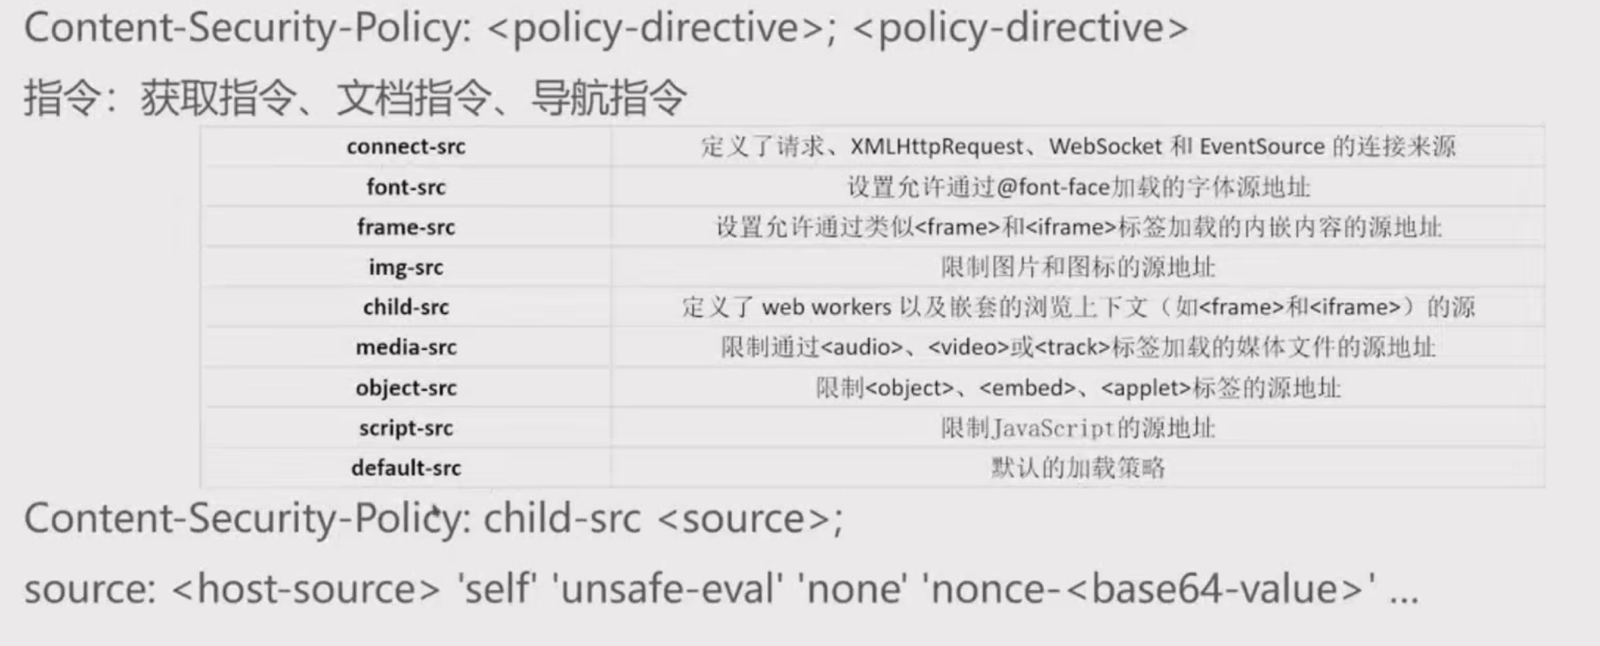 Content-Security-Policy: <policy-directive>; <policy-directive>
指令：获取指令、文档指令、导航指令
connect-src 定义了请求、XMLHttpRequest、WebSocket 和 EventSource 的连接来源
font-src 设置允许通过@font-face加载的字体源地址
frame-src 设置允许通过类似<frame>和<iframe>标签加载的内嵌内容的源地址
img-src 限制图片和图标的源地址
child-src 定义了 web workers 以及嵌套的浏览上下文（如<frame>和<iframe>）的源
media-src 限制通过<audio>、<video>或<track>标签加载的媒体文件的源地址
object-src 限制<object>、<embed>、<applet>标签的源地址
script-src 限制JavaScript的源地址
default-src 默认的加载策略
Content-Security-Policy: child-src <source>;
source: <host-source> 'self' 'unsafe-eval' 'none' 'nonce-<base64-value>' ...